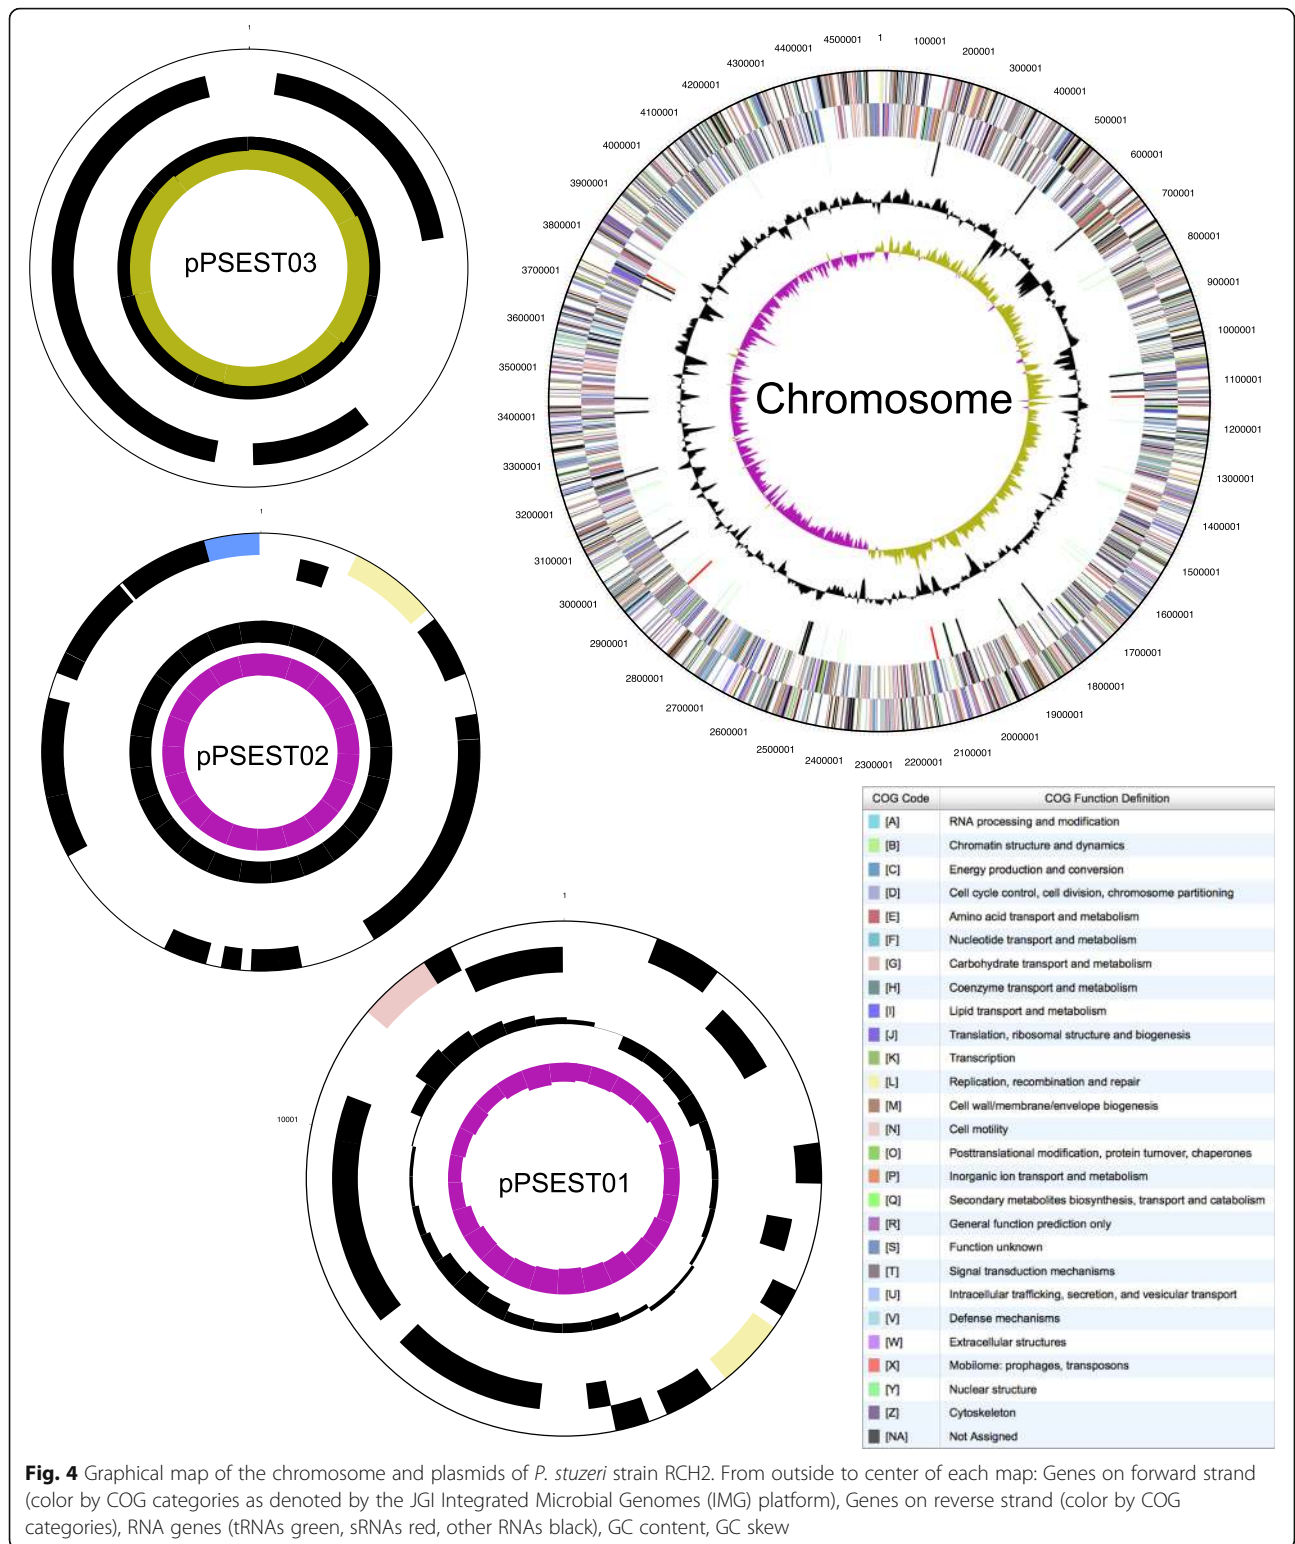 1
pPSEST03
1
100001
200001
300001
400001
500001
600001
700001
800001
900001
1000001
1100001
1200001
1300001
1400001
1500001
1600001
1700001
1800001
1900001
2000001
2100001
2200001
2300001
2400001
2500001
2600001
2700001
2800001
2900001
3000001
3100001
3200001
3300001
3400001
3500001
3600001
3700001
3800001
3900001
4000001
4100001
4200001
4300001
4400001
4500001
Chromosome
1
pPSEST02
1
10001
pPSEST01
COG Code COG Function Definition
[A] RNA processing and modification
[B] Chromatin structure and dynamics
[C] Energy production and conversion
[D] Cell cycle control, cell division, chromosome partitioning
[E] Amino acid transport and metabolism
[F] Nucleotide transport and metabolism
[G] Carbohydrate transport and metabolism
[H] Coenzyme transport and metabolism
[I] Lipid transport and metabolism
[J] Translation, ribosomal structure and biogenesis
[K] Transcription
[L] Replication, recombination and repair
[M] Cell wall/membrane/envelope biogenesis
[N] Cell motility
[O] Posttranslational modification, protein turnover, chaperones
[P] Inorganic ion transport and metabolism
[Q] Secondary metabolites biosynthesis, transport and catabolism
[R] General function prediction only
[S] Function unknown
[T] Signal transduction mechanisms
[U] Intracellular trafficking, secretion, and vesicular transport
[V] Defense mechanisms
[W] Extracellular structures
[X] Mobilome: prophages, transposons
[Y] Nuclear structure
[Z] Cytoskeleton
[NA] Not Assigned
Fig. 4 Graphical map of the chromosome and plasmids of P. stuzeri strain RCH2. From outside to center of each map: Genes on forward strand
(color by COG categories as denoted by the JGI Integrated Microbial Genomes (IMG) platform), Genes on reverse strand (color by COG
categories), RNA genes (tRNAs green, sRNAs red, other RNAs black), GC content, GC skew